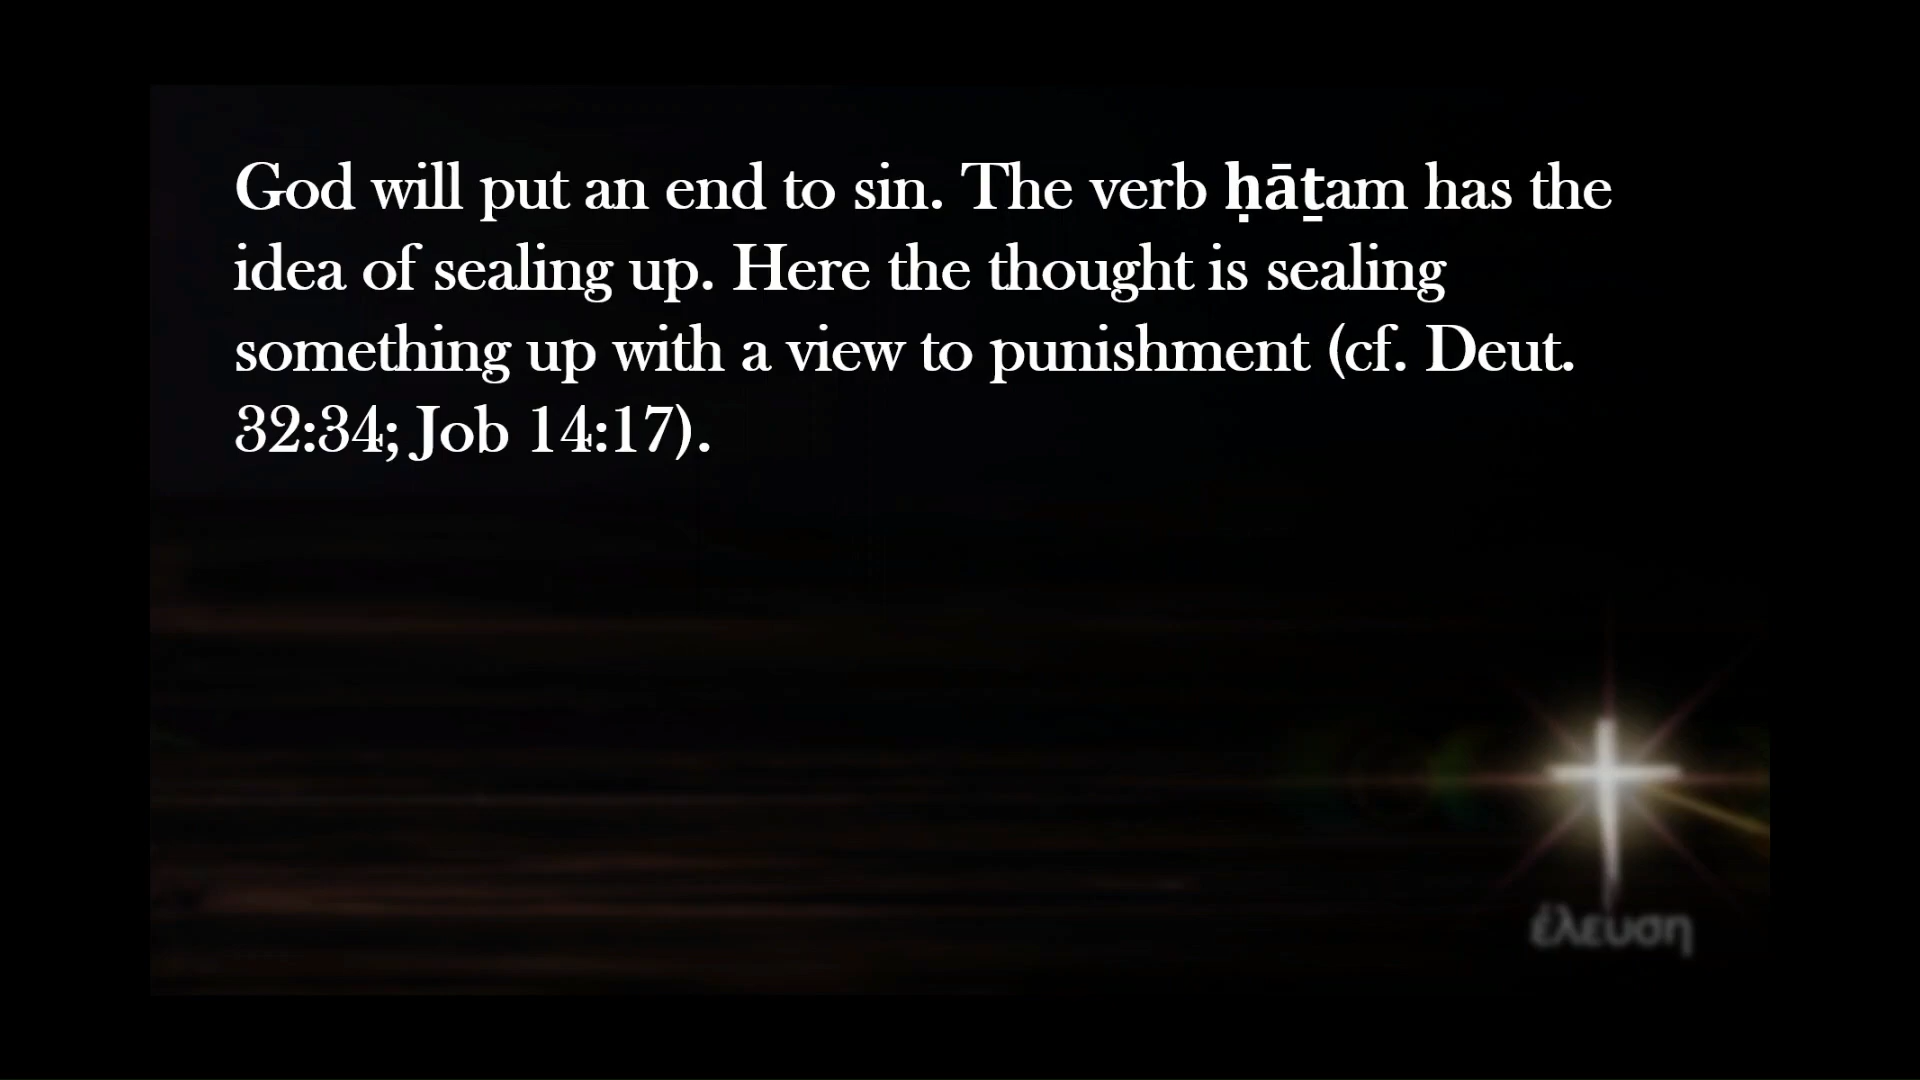 God will put an end to sin. The verb ḥāṯam has the
idea of sealing up. Here the thought is sealing
something up with a view to punishment (cf. Deut.
32:34; Job 14:17).
έλευση